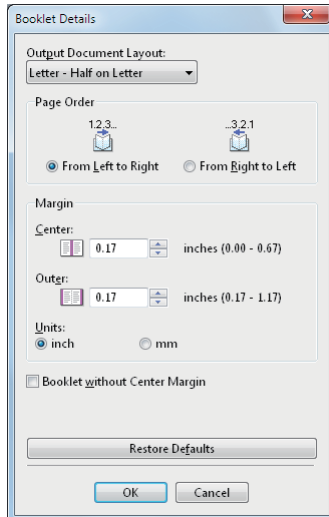 Booklet Details
Output Document Layout:
Letter - Half on Letter
Page Order
1,2,3... ...3,2,1
From Left to Right From Right to Left
Margin
Center:
0.17 inches (0.00 - 0.67)
Outer:
0.17 inches (0.17 - 1.17)
Units:
inch mm
Booklet without Center Margin
Restore Defaults
OK Cancel